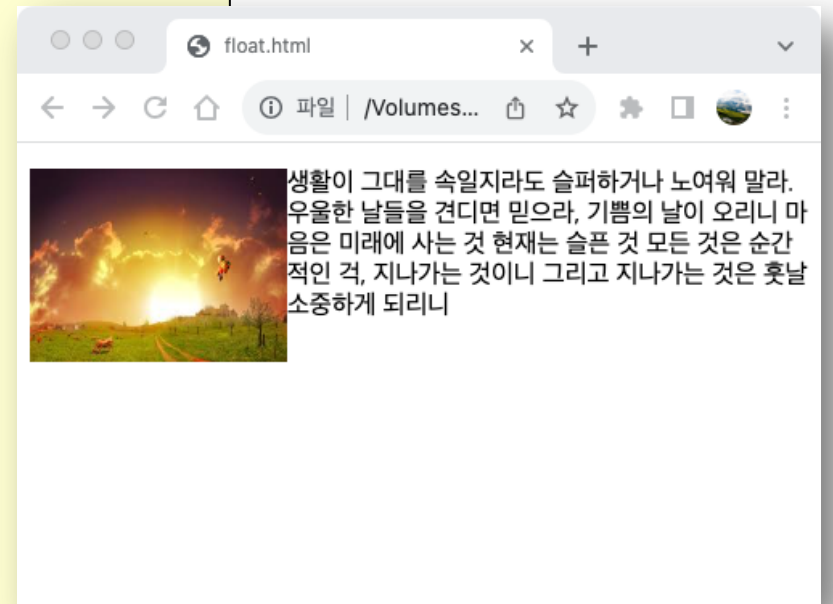 float.html
파일 /Volumes...
생활이 그대를 속일지라도 슬퍼하거나 노여워 말라.
우울한 날들을 견디면 믿으라, 기쁨의 날이 오리니 마
음은 미래에 사는 것 현재는 슬픈 것 모든 것은 순간
적인 걱, 지나가는 것이니 그리고 지나가는 것은 훗날
소중하게 되리니